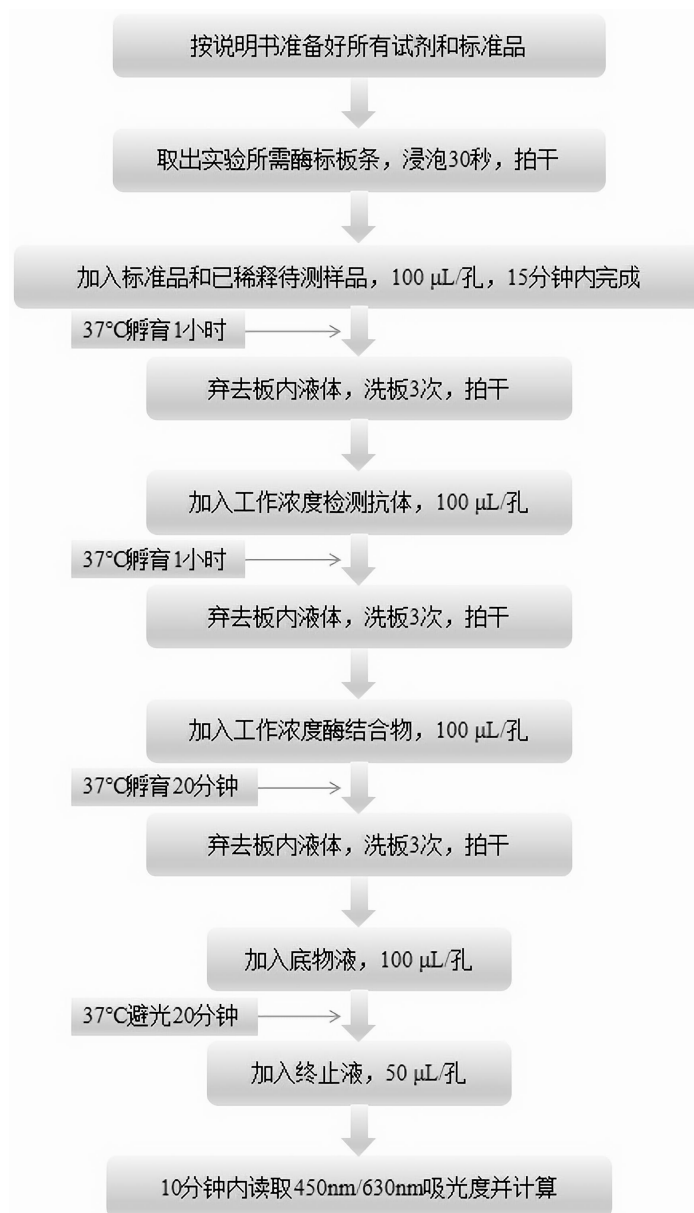 按说明书准备好所有试剂和标准品
取出实验所需酶标板条，浸泡30秒，拍干
加入标准品和已稀释待测样品，100 μL/孔，15分钟内完成
37℃孵育1小时
弃去板内液体，洗板3次，拍干
加入工作浓度检测抗体，100 μL/孔
37℃孵育1小时
弃去板内液体，洗板3次，拍干
加入工作浓度酶结合物，100 μL/孔
37℃孵育20分钟
弃去板内液体，洗板3次，拍干
加入底物液，100 μL/孔
37℃避光20分钟
加入终止液，50 μL/孔
10分钟内读取450nm/630nm吸光度并计算